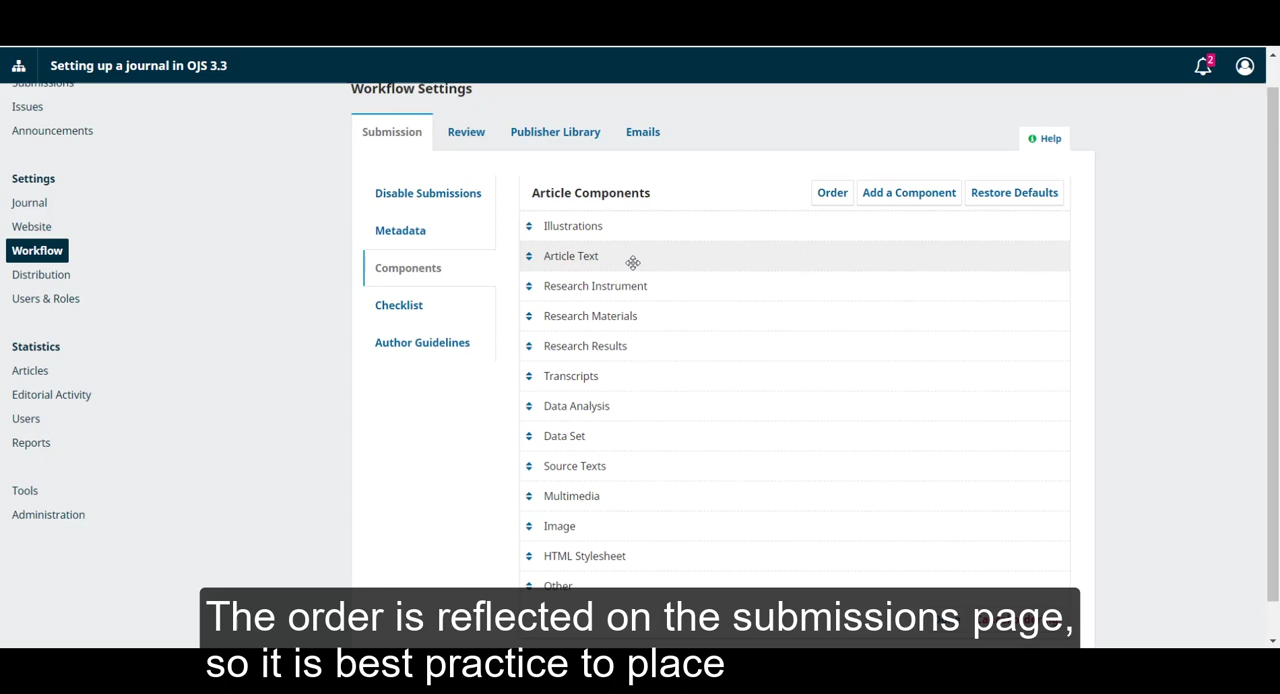 Setting up a journal in OJS 3.3
2
Submissions
Issues
Announcements
Settings
Journal
Website
Workflow
Distribution
Users & Roles
Statistics
Articles
Editorial Activity
Users
Reports
Tools
Administration
Workflow Settings
Submission
Review
Publisher Library
Emails
Help
Disable Submissions
Metadata
Components
Checklist
Author Guidelines
Article Components
Order
Add a Component
Restore Defaults
Illustrations
Article Text
Research Instrument
Research Materials
Research Results
Transcripts
Data Analysis
Data Set
Source Texts
Multimedia
Image
HTML Stylesheet
Other
The order is reflected on the submissions page,
so it is best practice to place